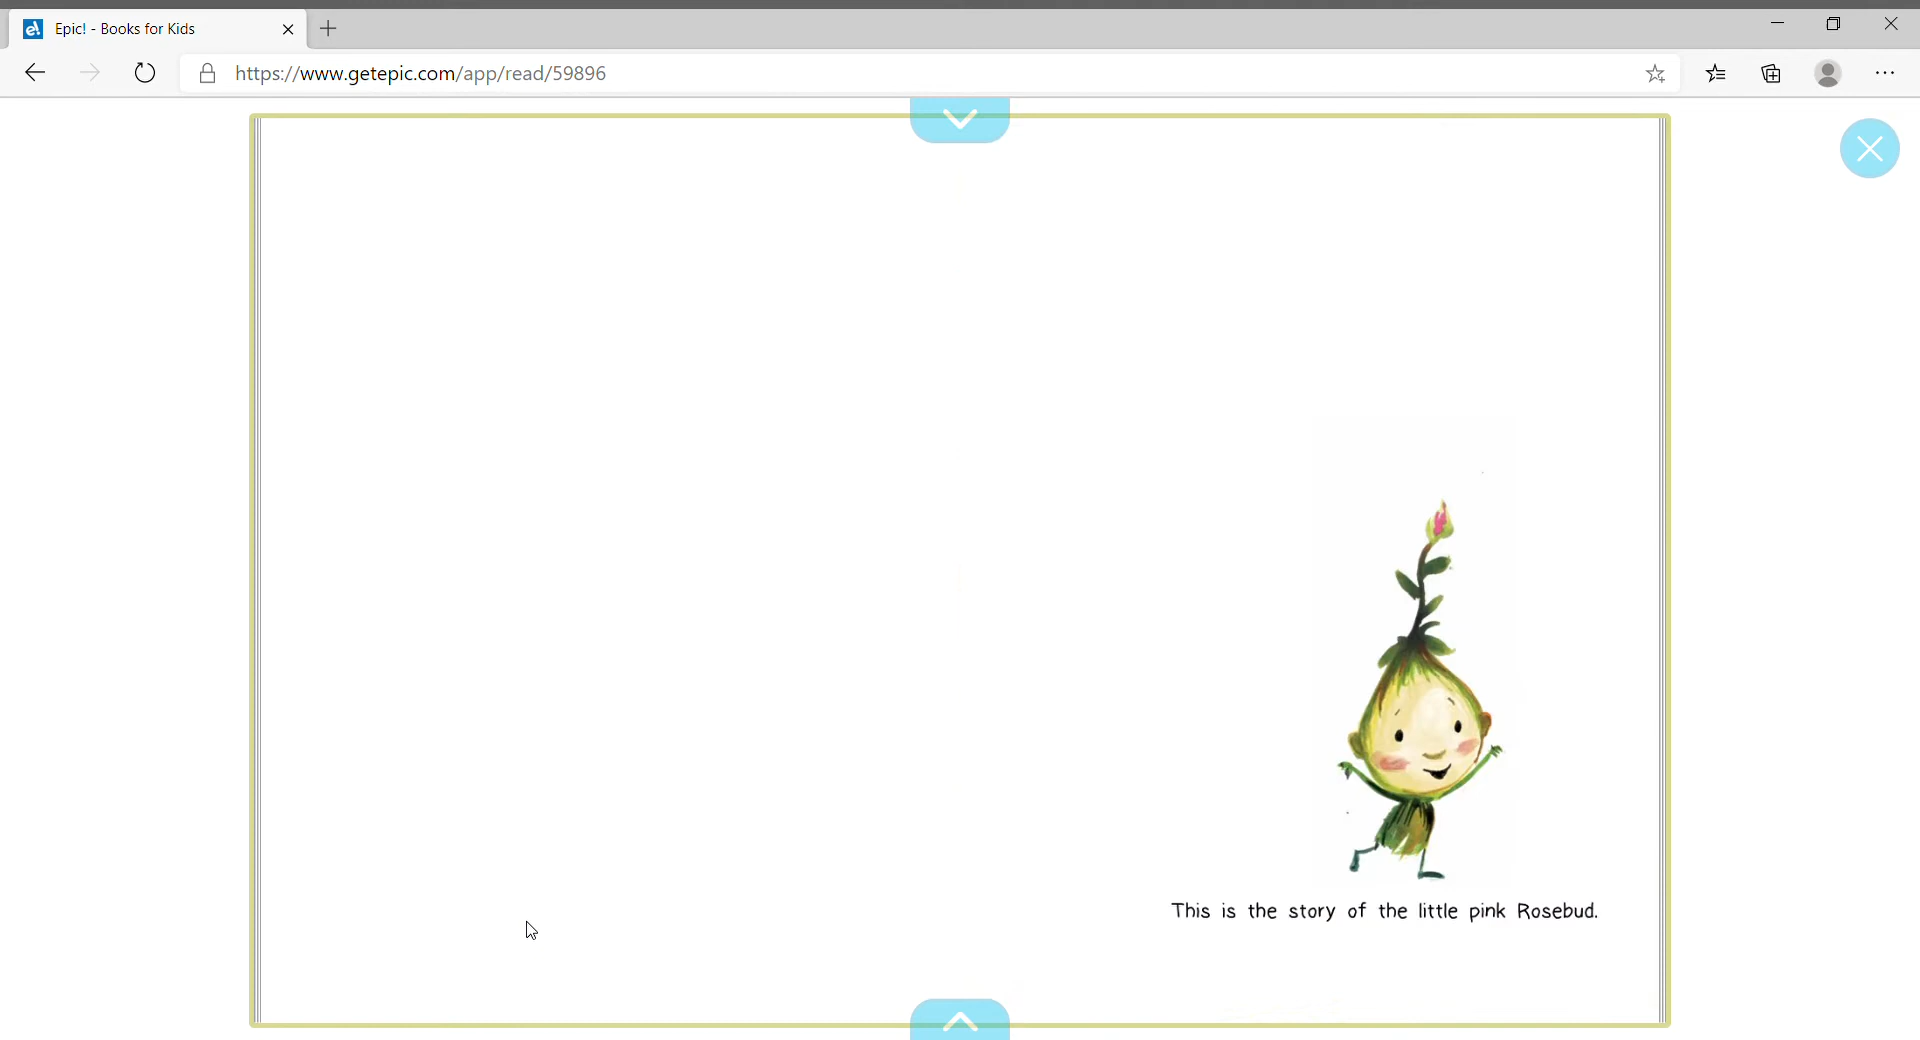 Epic! - Books for Kids
https://www.getepic.com/app/read/59896
This is the story of the little pink Rosebud.